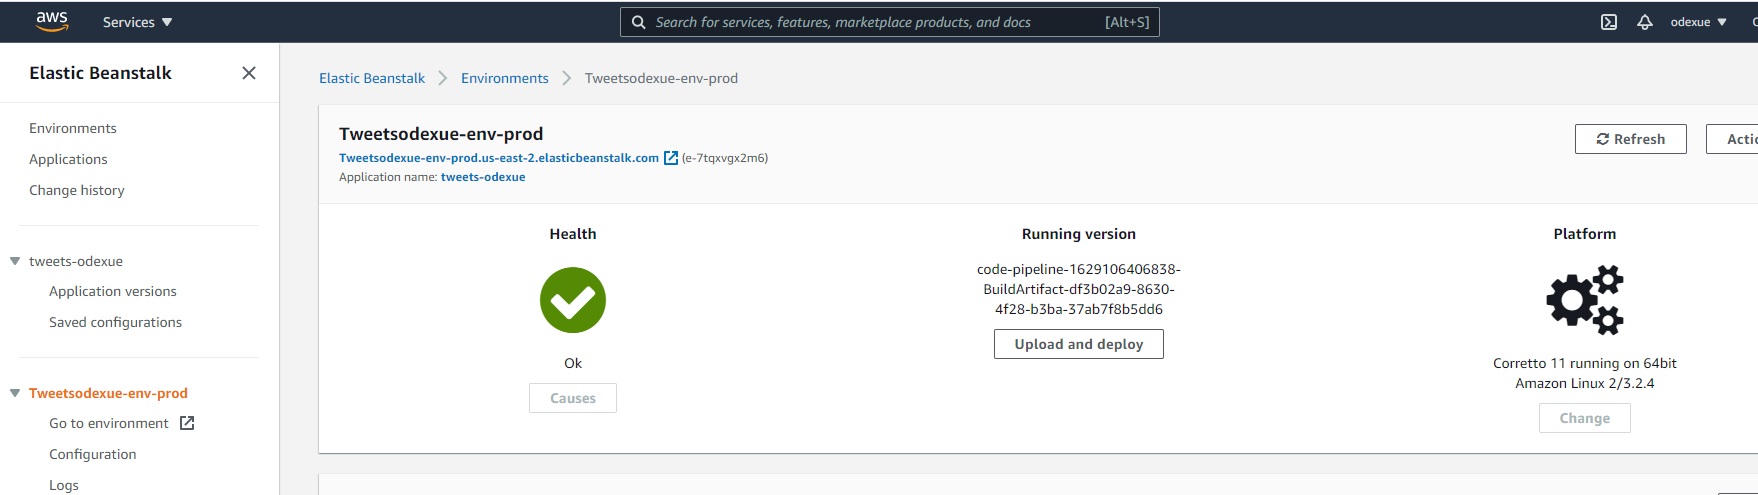 aws
Services
Search for services, features, marketplace products, and docs
[Alt+S]
odexue
Elastic Beanstalk
Environments
Applications
Change history
tweets-odexue
Application versions
Saved configurations
Tweetsodexue-env-prod
Go to environment
Configuration
Logs
Elastic Beanstalk
Environments
Tweetsodexue-env-prod
Tweetsodexue-env-prod
Tweetsodexue-env-prod.us-east-2.elasticbeanstalk.com (e-7tqxvgx2m6)
Application name: tweets-odexue
Refresh
Actio
Health
Ok
Causes
Running version
code-pipeline-1629106406838-
BuildArtifact-df3b02a9-8630-
4f28-b3ba-37ab7f8b5dd6
Upload and deploy
Platform
Corretto 11 running on 64bit
Amazon Linux 2/3.2.4
Change